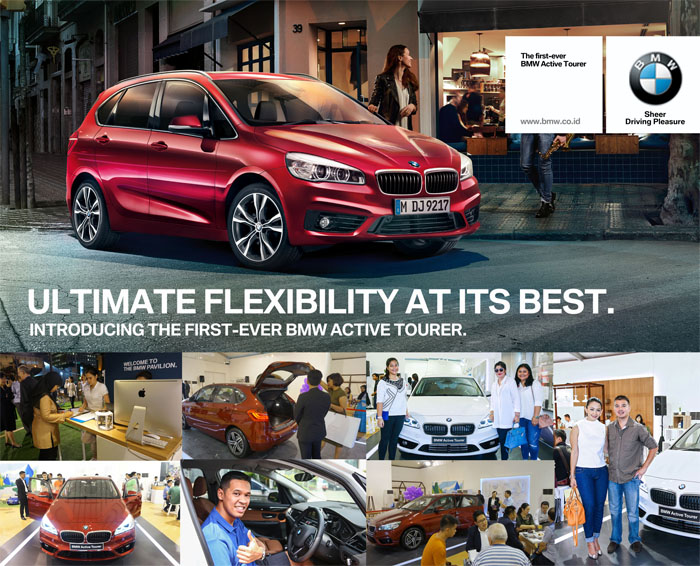 39
The first-ever
BMW Active Tourer
www.bmw.co.id
BMW
Sheer
Driving Pleasure
M DJ 9217
ULTIMATE FLEXIBILITY AT ITS BEST.
INTRODUCING THE FIRST-EVER BMW ACTIVE TOURER.
WELCOME TO
THE BMW PAVILION.
BMW Active Tourer
BMW Active Tourer
BMW Active Tourer